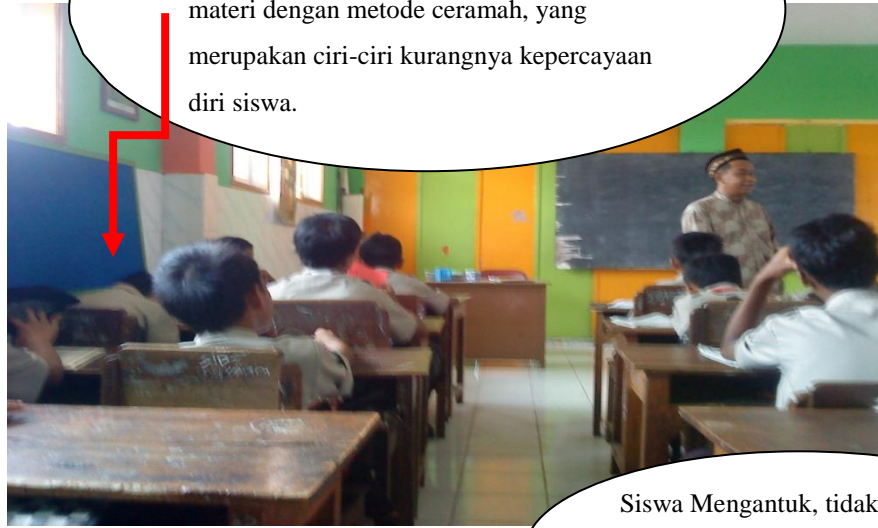 materi dengan metode ceramah, yang
merupakan ciri-ciri kurangnya kepercayaan
diri siswa.
Siswa Mengantuk, tidak